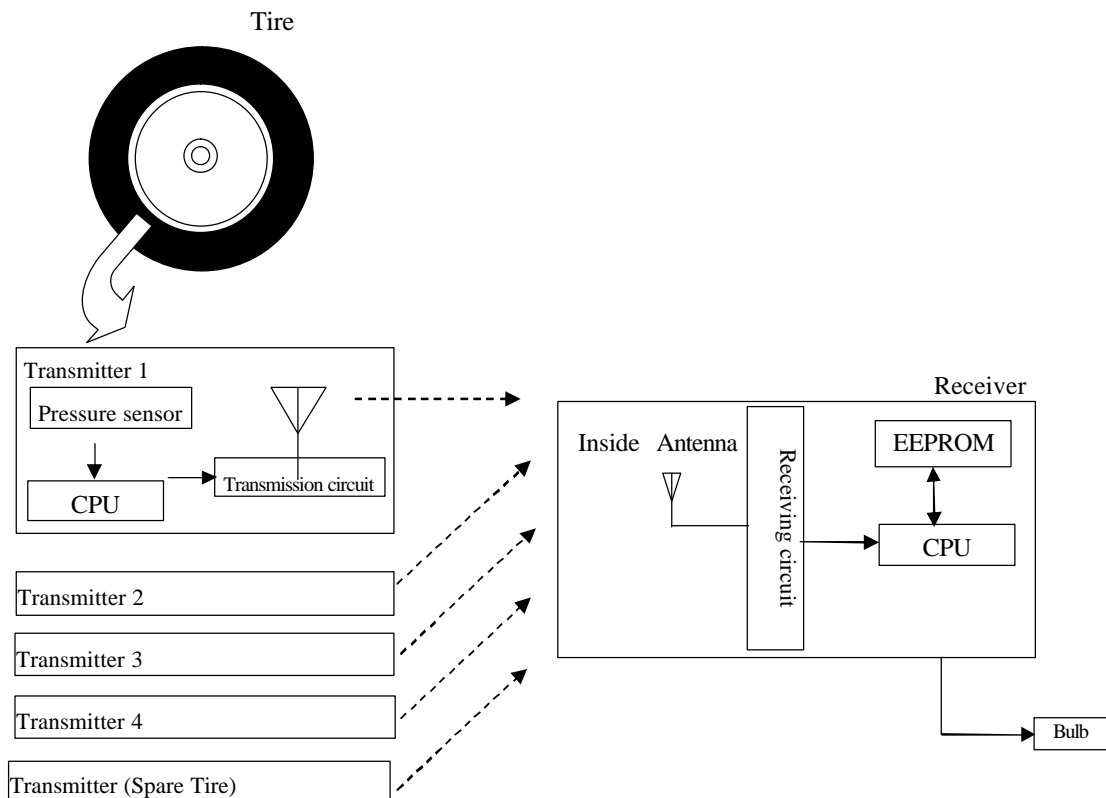 Tire
Transmitter 1
Pressure sensor
CPU
Transmission circuit
Transmitter 2
Transmitter 3
Transmitter 4
Transmitter (Spare Tire)
Receiver
Inside Antenna
Receiving circuit
EEPROM
CPU
Bulb